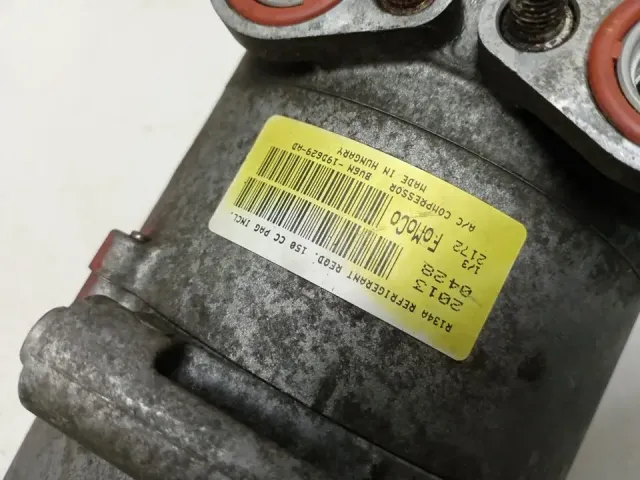 A/C COMPRESSOR
MADE IN HUNGARY
BV6N -19D629-AD
FoMoCo
1/3
2172
2013
0428
R134A REFRIGERANT REQD. 150 CC PAG INCL.